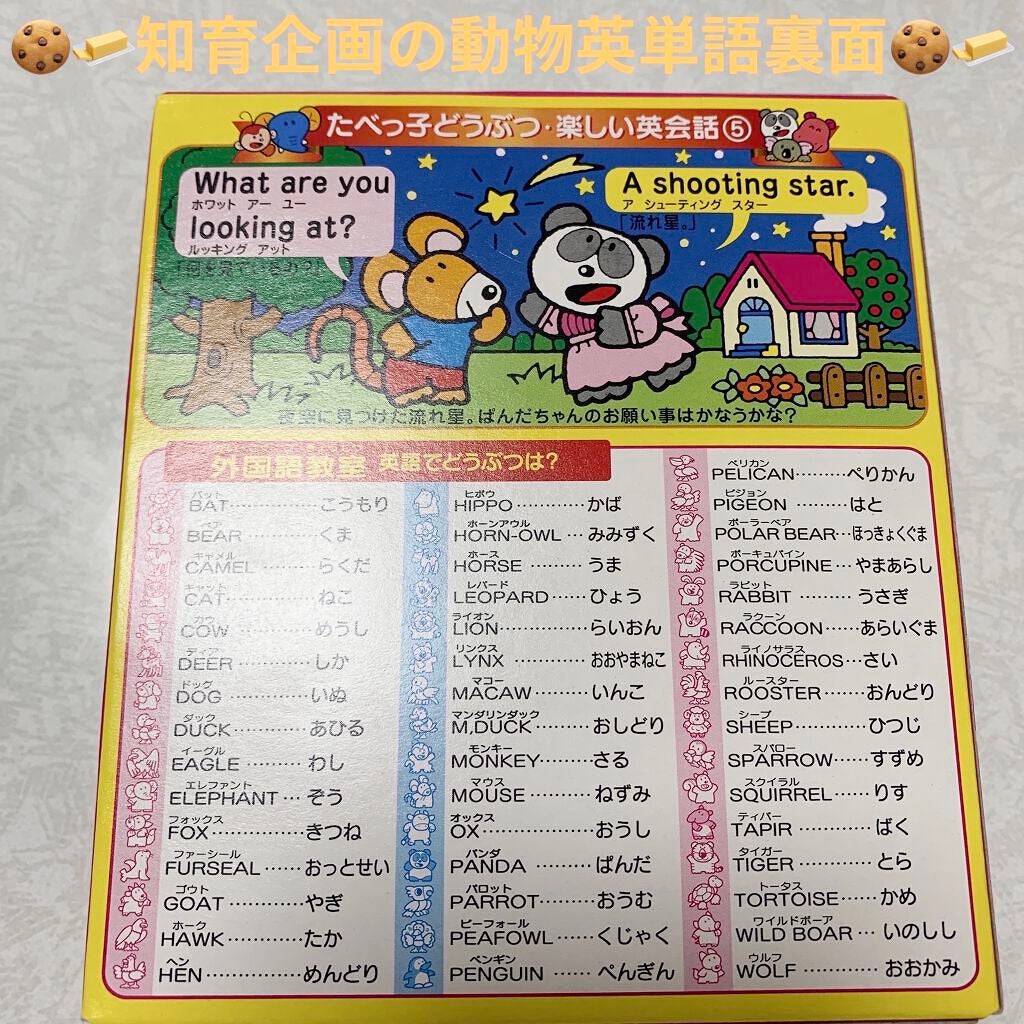 知育企画の動物英単語裏面
たべっ子どうぶつ・楽しい英会話⑤
What are you
ホワット アー ユー
looking at?
ルッキング アット
「何を見ているの?」
A shooting star.
ア シューティング スター
「流れ星。」
夜空に見つけた流れ星。ぱんだちゃんのお願い事はかなうかな?
外国語教室 英語でどうぶつは?
バット
BAT…………こうもり
ベア
BEAR…………くま
キャメル
CAMEL………らくだ
キャット
CAT…………ねこ
カウ
COW…………めうし
ディア
DEER…………しか
ドッグ
DOG…………いぬ
ダック
DUCK………あひる
イーグル
EAGLE………わし
エレファント
ELEPHANT…ぞう
フォックス
FOX…………きつね
ファーシール
FURSEAL……おっとせい
ゴウト
GOAT…………やぎ
ホーク
HAWK…………たか
ヘン
HEN…………めんどり
ヒポウ
HIPPO…………かば
ホーンアウル
HORN-OWL…みみずく
ホース
HORSE………うま
レパード
LEOPARD……ひょう
ライオン
LION…………らいおん
リンクス
LYNX………おおやまねこ
マコー
MACAW………いんこ
マンダリンダック
M,DUCK………おしどり
モンキー
MONKEY………さる
マウス
MOUSE………ねずみ
オックス
OX……………おうし
パンダ
PANDA………ぱんだ
パロット
PARROT………おうむ
ピーフォール
PEAFOWL……くじゃく
ペンギン
PENGUIN……ぺんぎん
ペリカン
PELICAN………ぺりかん
ピジョン
PIGEON………はと
ポーラーベア
POLAR BEAR…ほっきょくぐま
ポーキュパイン
PORCUPINE…やまあらし
ラビット
RABBIT………うさぎ
ラクーン
RACCOON……あらいぐま
ライノサラス
RHINOCEROS…さい
ルースター
ROOSTER……おんどり
シープ
SHEEP…………ひつじ
スパロー
SPARROW……すずめ
スクイラル
SQUIRREL……りす
ティパー
TAPIR…………ばく
タイガー
TIGER…………とら
トータス
TORTOISE……かめ
ワイルドボーア
WILD BOAR…いのしし
ウルフ
WOLF…………おおかみ